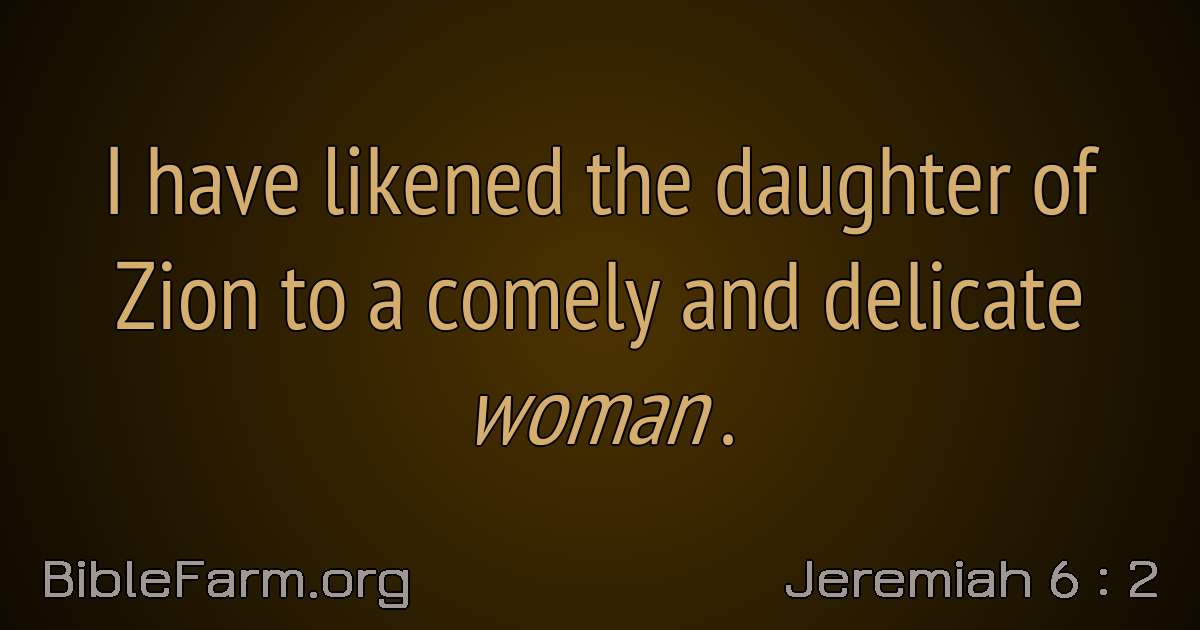 I have likened the daughter of
Zion to a comely and delicate
woman .
BibleFarm.org
Jeremiah 6 : 2